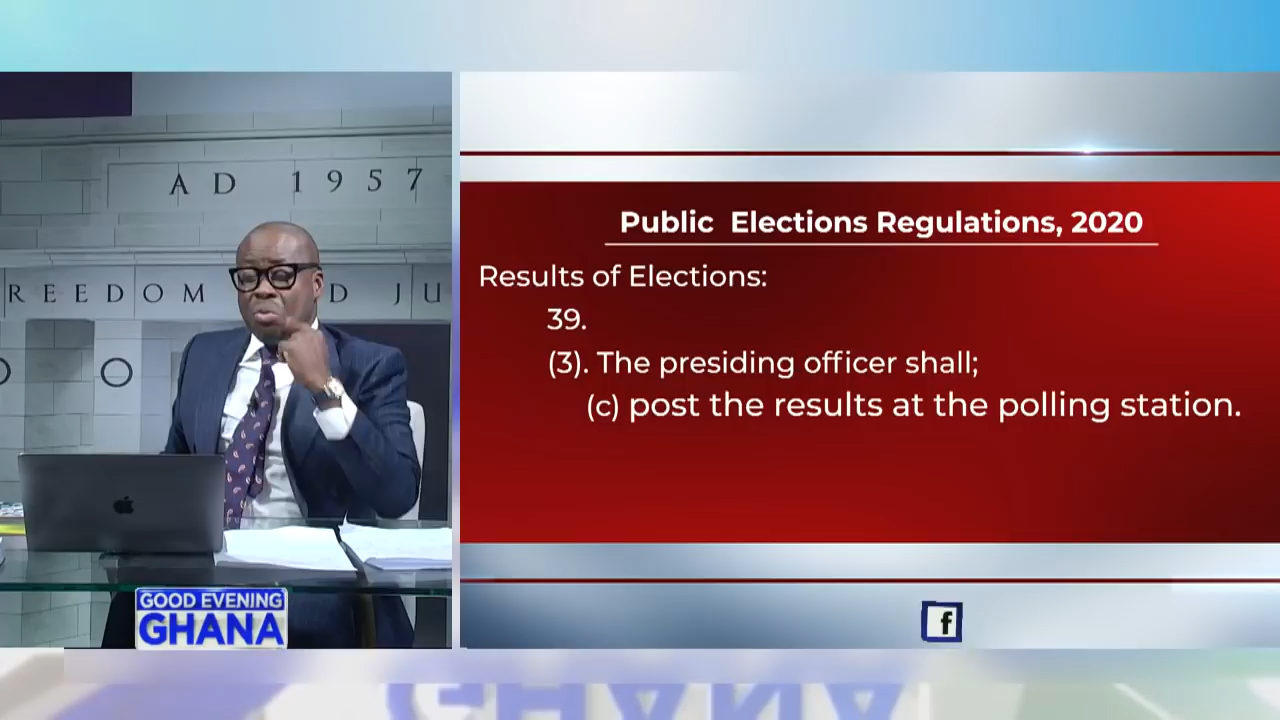 AD 1957
REEDOM
D JU
O
Public Elections Regulations, 2020
Results of Elections:
39.
(3). The presiding officer shall;
(c) post the results at the polling station.
GOOD EVENING
GHANA
f
GHANA